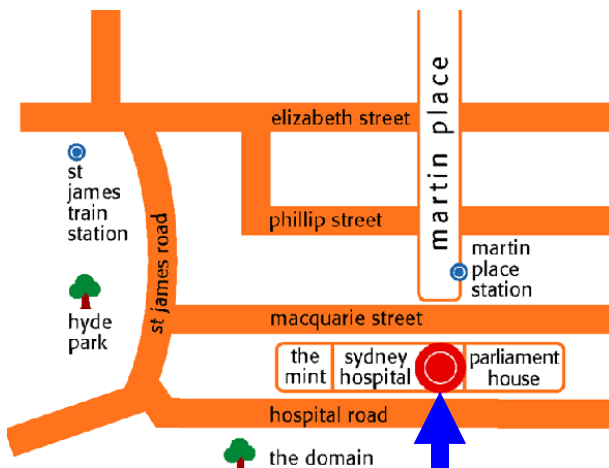 elizabeth street
martin place
st
james
train
station
phillip street
st james road
martin
place
station
hyde
park
macquarie street
the
mint
sydney
hospital
parliament
house
hospital road
the domain